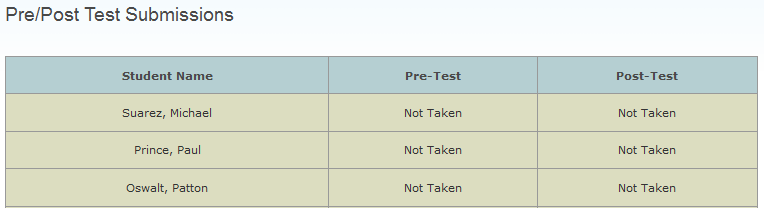 Pre/Post Test Submissions
Student Name Pre-Test Post-Test
Suarez, Michael Not Taken Not Taken
Prince, Paul Not Taken Not Taken
Oswalt, Patton Not Taken Not Taken